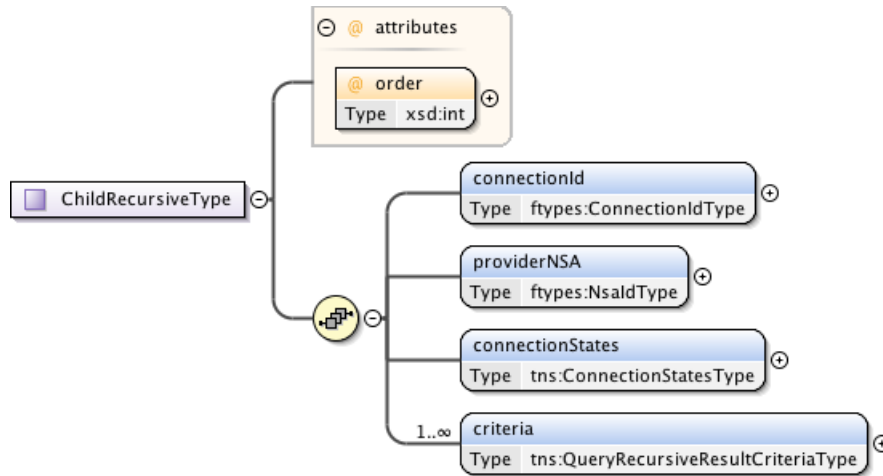 @ attributes
@ order
Type xsd:int
ChildRecursiveType
connectionId
Type ftypes:ConnectionIdType
providerNSA
Type ftypes:NsaIdType
connectionStates
Type tns:ConnectionStatesType
1..∞
criteria
Type tns:QueryRecursiveResultCriteriaType